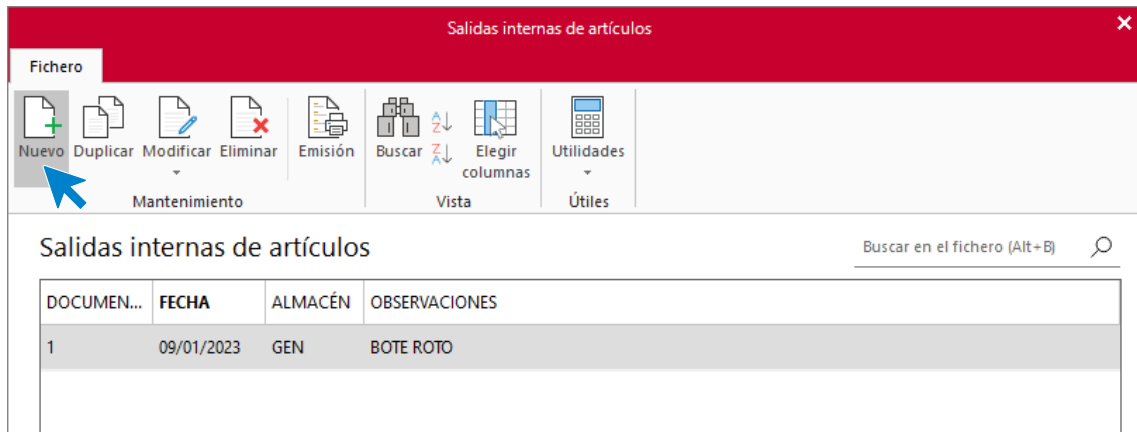 Salidas internas de artículos
Fichero
Nuevo Duplicar Modificar Eliminar Emisión Buscar Elegir columnas Utilidades
Mantenimiento Vista Útiles
Salidas internas de artículos
Buscar en el fichero (Alt+B)
DOCUMEN... FECHA ALMACÉN OBSERVACIONES
1 09/01/2023 GEN BOTE ROTO